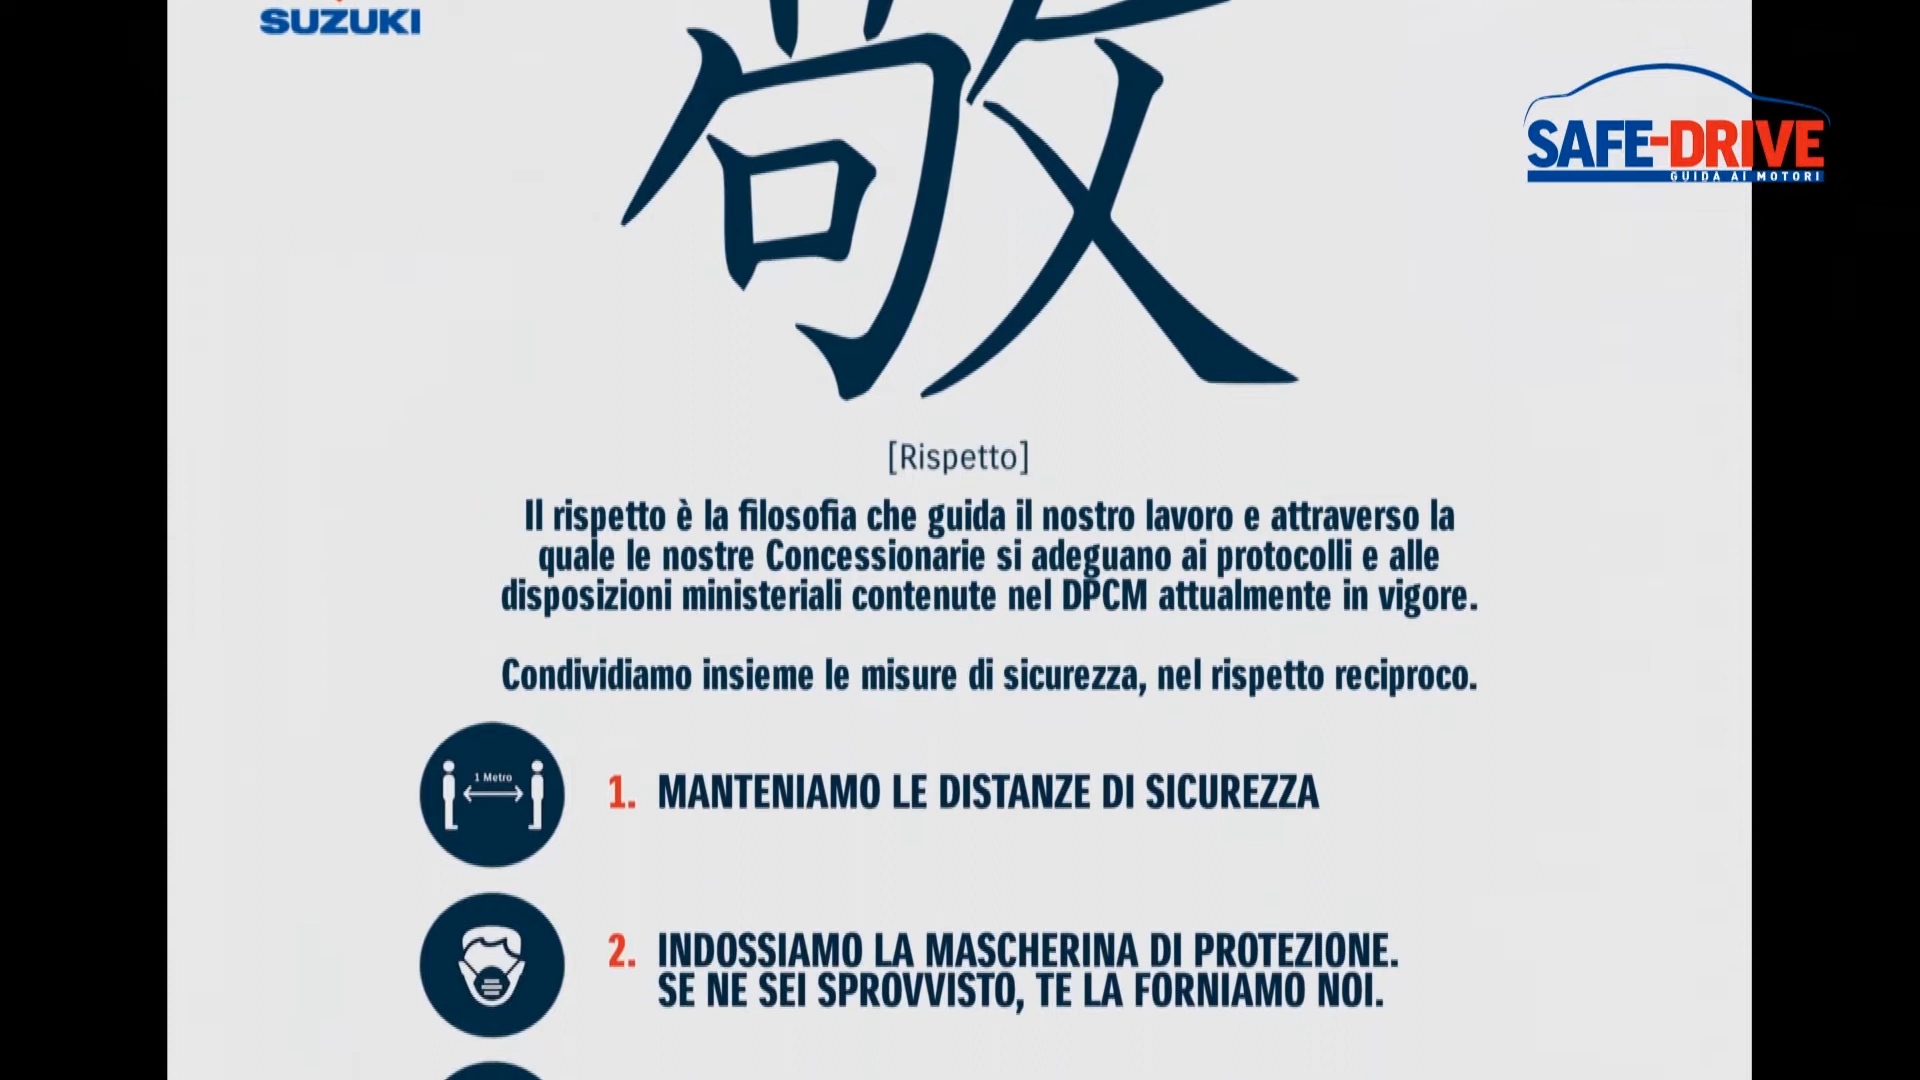 SUZUKI
敬
SAFE-DRIVE
GUIDA AI MOTORI
[Rispetto]
Il rispetto è la filosofia che guida il nostro lavoro e attraverso la
quale le nostre Concessionarie si adeguano ai protocolli e alle
disposizioni ministeriali contenute nel DPCM attualmente in vigore.
Condividiamo insieme le misure di sicurezza, nel rispetto reciproco.
1 Metro
1. MANTENIAMO LE DISTANZE DI SICUREZZA
2. INDOSSIAMO LA MASCHERINA DI PROTEZIONE.
SE NE SEI SPROVVISTO, TE LA FORNIAMO NOI.